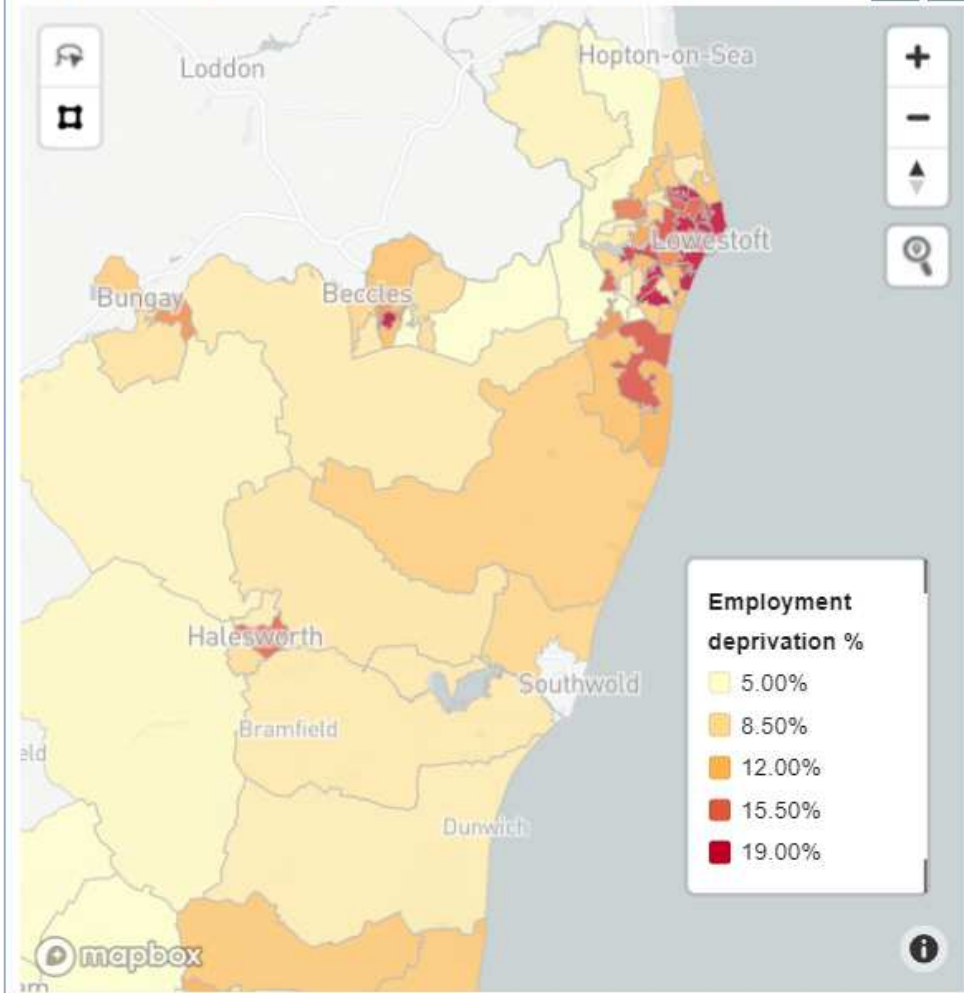 Hopton-on-Sea
Loddon
Lowestoft
Bungay
Beccles
Halesworth
Southwold
Bramfield
eld
Dunwich
Employment
deprivation %
5.00%
8.50%
12.00%
15.50%
19.00%
mapbox